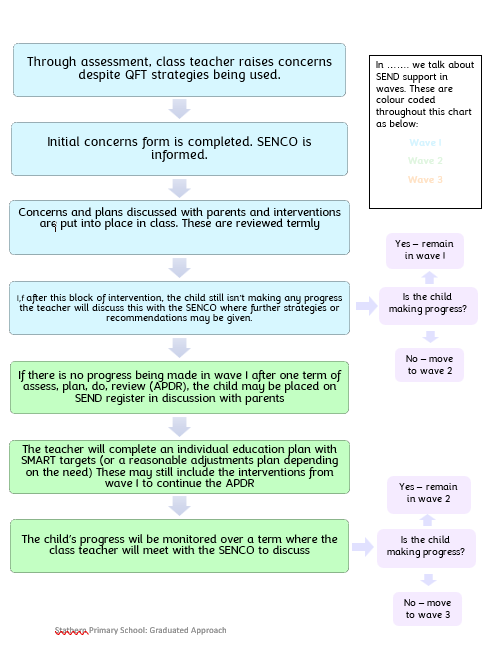 Through assessment, class teacher raises concerns
despite QFT strategies being used.
In ....... we talk about
SEND support in
waves. These are
colour coded
throughout this chart
as below:
Wave 1
Wave 2
Wave 3
Initial concerns form is completed. SENCO is
informed.
Concerns and plans discussed with parents and interventions
are put into place in class. These are reviewed termly
I,f after this block of intervention, the child still isn't making any progress
the teacher will discuss this with the SENCO where further strategies or
recommendations may be given.
Yes – remain
in wave 1
Is the child
making progress?
No – move
to wave 2
If there is no progress being made in wave 1 after one term of
assess, plan, do, review (APDR), the child may be placed on
SEND register in discussion with parents
The teacher will complete an individual education plan with
SMART targets (or a reasonable adjustments plan depending
on the need) These may still include the interventions from
wave 1 to continue the APDR
The child's progress wil be monitored over a term where the
class teacher will meet with the SENCO to discuss
Yes – remain
in wave 2
Is the child
making progress?
No – move
to wave 3
Stathern Primary School: Graduated Approach